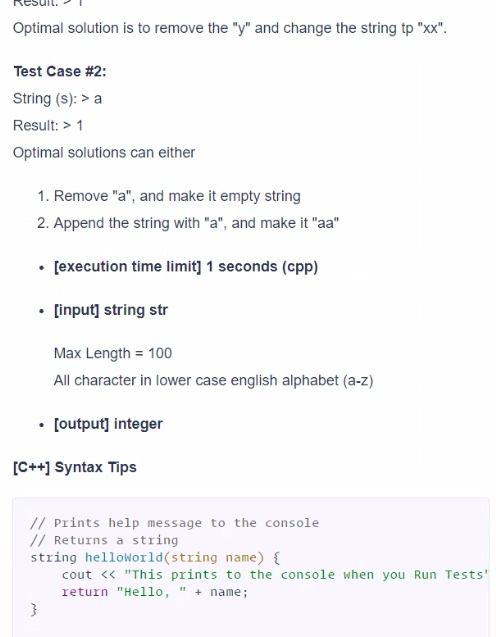 Result: > 1
Optimal solution is to remove the "y" and change the string tp "xx".
Test Case #2:
String (s): > a
Result: > 1
Optimal solutions can either
1. Remove "a", and make it empty string
2. Append the string with "a", and make it "aa"
• [execution time limit] 1 seconds (cpp)
• [input] string str
Max Length = 100
All character in lower case english alphabet (a-z)
• [output] integer
[C++] Syntax Tips
// Prints help message to the console
// Returns a string
string helloWorld(string name) {
cout << "This prints to the console when you Run Tests"
return "Hello, " + name;
}